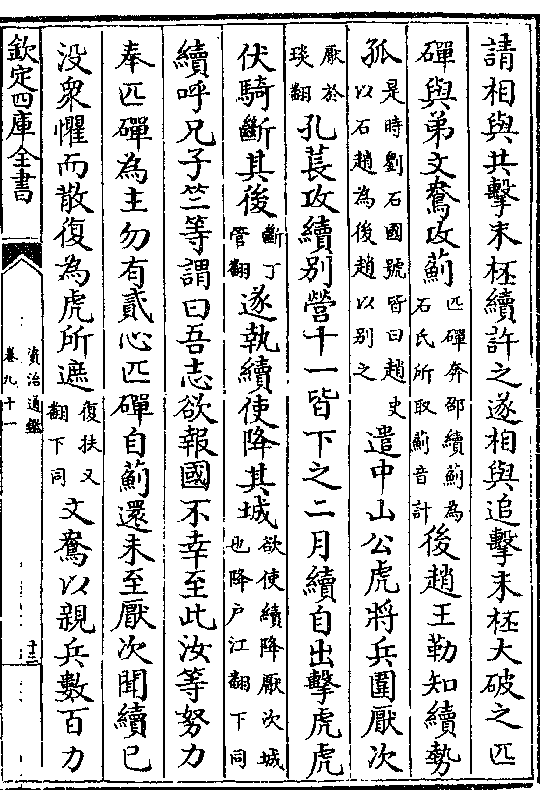 請相與共擊末柸續許之遂相與追擊末柸大破之匹
磾與弟文鴦攻薊匹磾奔邵續薊為石氏所取薊音計後趙王勒知續勢
孤是時劉石國號皆曰趙史以石趙為後趙以别之遣中山公虎將兵圍厭次
厭於琰翻孔萇攻續别營十一皆下之二月續自出擊虎虎
伏騎斷其後斷丁管翻遂執續使降其城欲使續降厭次城也降户江翻下同
續呼兄子竺等謂曰吾志欲報國不幸至此汝等努力
奉匹磾為主勿有貳心匹磾自薊還未至厭次聞續已
没衆懼而散復為虎所遮復扶又翻下同文鴦以親兵數百力
欽定四庫全書
資治通鑑
卷九十一
十三